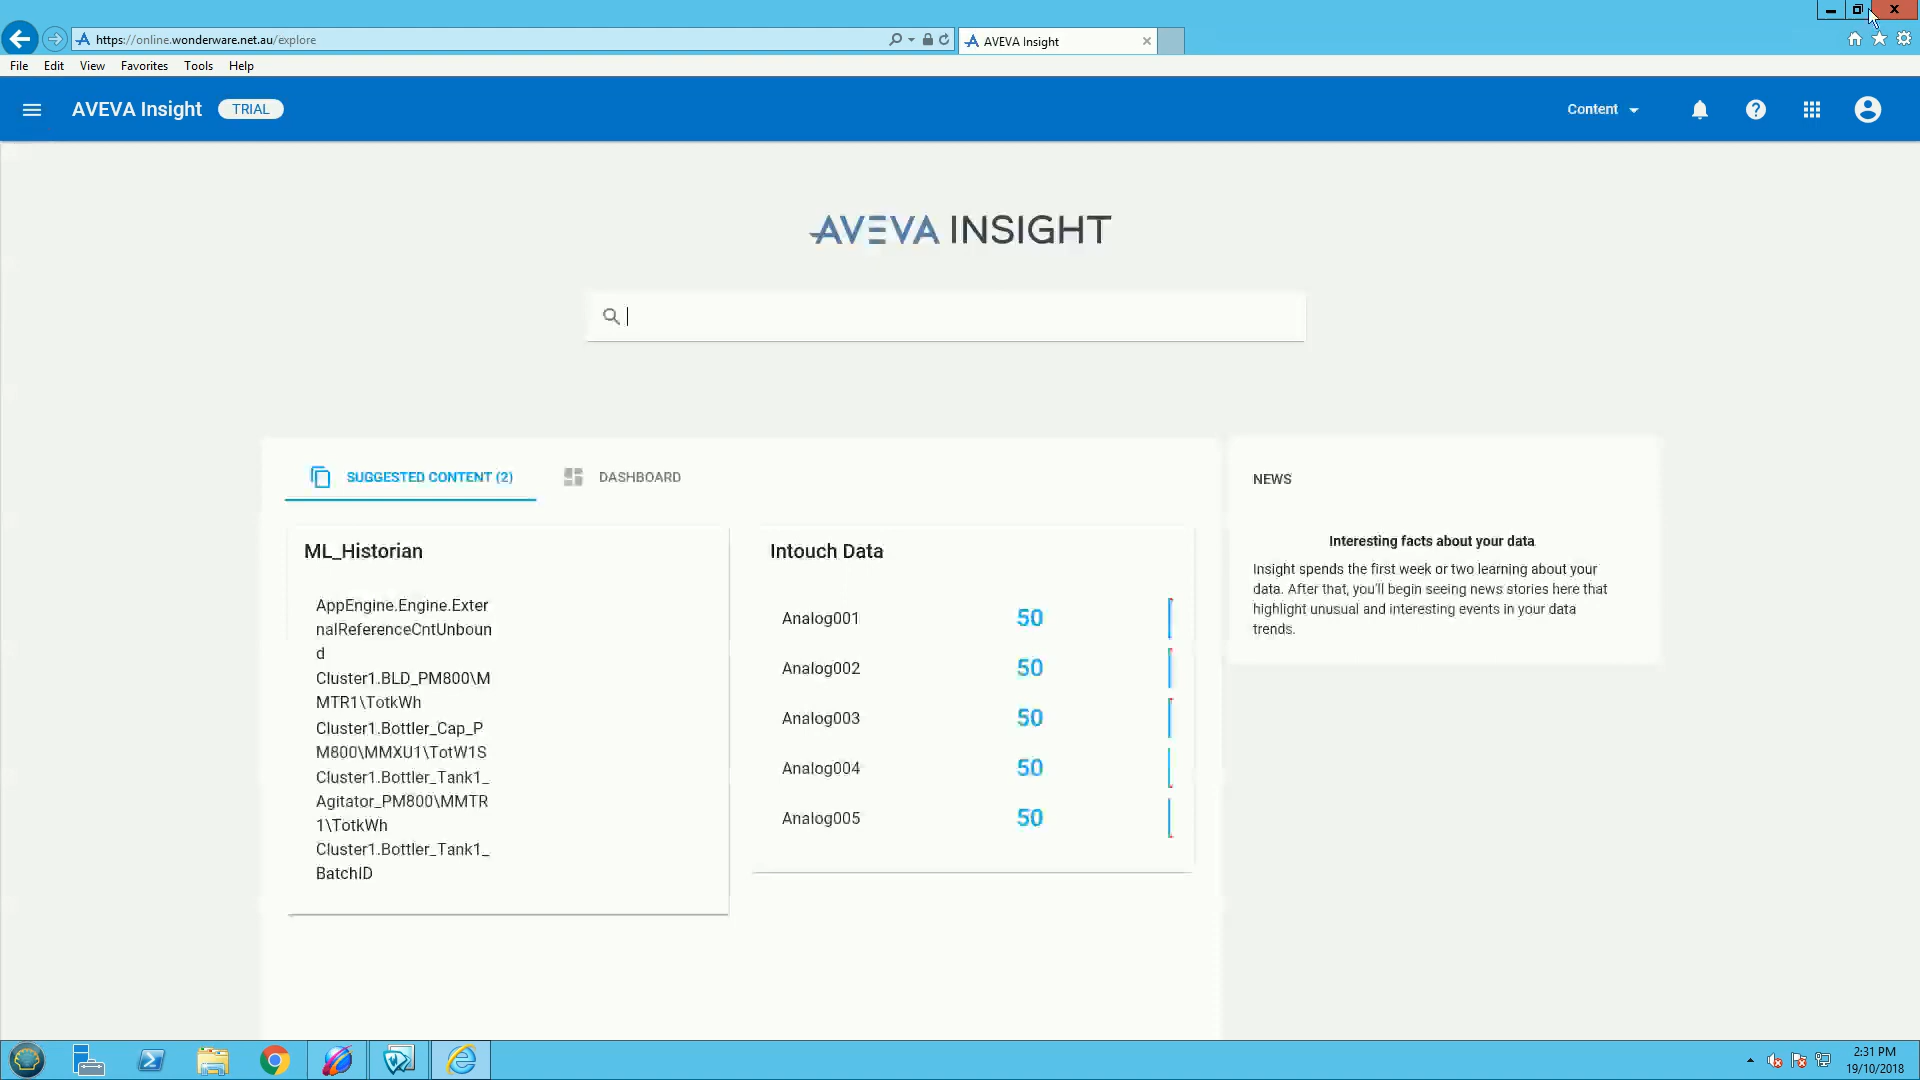 https://online.wonderware.net.au/explore
AVEVA Insight
File Edit View Favorites Tools Help
AVEVA Insight TRIAL Content
AVEVA INSIGHT
SUGGESTED CONTENT (2) DASHBOARD
ML_Historian
AppEngine.Engine.Exter
nalReferenceCntUnboun
d
Cluster1.BLD_PM800\M
MTR1\TotkWh
Cluster1.Bottler_Cap_P
M800\MMXU1\TotW1S
Cluster1.Bottler_Tank1_
Agitator_PM800\MMTR
1\TotkWh
Cluster1.Bottler_Tank1_
BatchID
Intouch Data
Analog001 50
Analog002 50
Analog003 50
Analog004 50
Analog005 50
NEWS
Interesting facts about your data
Insight spends the first week or two learning about your
data. After that, you'll begin seeing news stories here that
highlight unusual and interesting events in your data
trends.
2:31 PM
19/10/2018